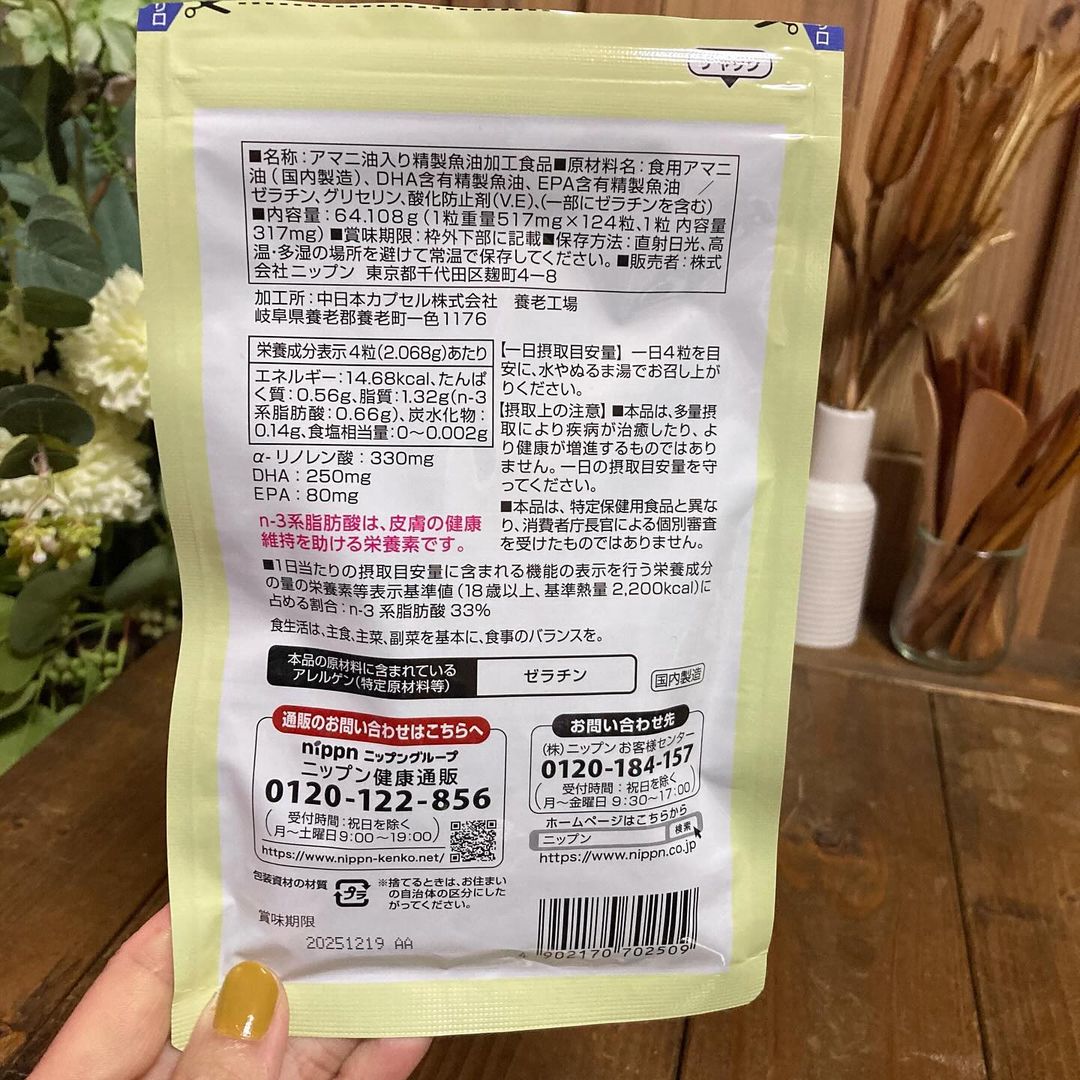 リロ
リロ
チャック
■名称：アマニ油入り精製魚油加工食品■原材料名：食用アマニ
油（国内製造）、DHA含有精製魚油、EPA含有精製魚油 ／
ゼラチン、グリセリン、酸化防止剤（V.E）、（一部にゼラチンを含む）
■内容量：64.108g（1粒重量517mg×124粒、1粒 内容量
317mg）■賞味期限：枠外下部に記載■保存方法：直射日光、高
温・多湿の場所を避けて常温で保存してください。■販売者：株式
会社ニップン 東京都千代田区麹町4－8
加工所：中日本カプセル株式会社 養老工場
岐阜県養老郡養老町一色1176
栄養成分表示4粒（2.068g）あたり
エネルギー：14.68kcal、たんぱ
く質：0.56g、脂質：1.32g（n-3
系脂肪酸：0.66g）、炭水化物：
0.14g、食塩相当量：0～0.002g
α-リノレン酸：330mg
DHA：250mg
EPA：80mg
n-3系脂肪酸は、皮膚の健康
維持を助ける栄養素です。
【一日摂取目安量】一日4粒を目
安に、水やぬるま湯でお召し上が
りください。
【摂取上の注意】■本品は、多量摂
取により疾病が治癒したり、よ
り健康が増進するものではあり
ません。一日の摂取目安量を守
ってください。
■本品は、特定保健用食品と異な
り、消費者庁長官による個別審査
を受けたものではありません。
■1日当たりの摂取目安量に含まれる機能の表示を行う栄養成分
の量の栄養素等表示基準値（18歳以上、基準熱量2,200kcal）に
占める割合：n-3 系脂肪酸 33%
食生活は、主食、主菜、副菜を基本に、食事のバランスを。
本品の原材料に含まれている
アレルゲン（特定原材料等）
ゼラチン
国内製造
通販のお問い合わせはこちらへ
nippn ニップングループ
ニップン健康通販
0120-122-856
受付時間：祝日を除く
月～土曜日9:00～19:00
https://www.nippn-kenko.net/
お問い合わせ先
（株）ニップン お客様センター
0120-184-157
受付時間：祝日を除く
月～金曜日 9:30～17:00
ホームページはこちらから
ニップン 検索
https://www.nippn.co.jp
包装資材の材質 プラ
※捨てるときは、お住まい
の自治体の区分にした
がってください。
賞味期限
20251219 AA
4 902170 702509